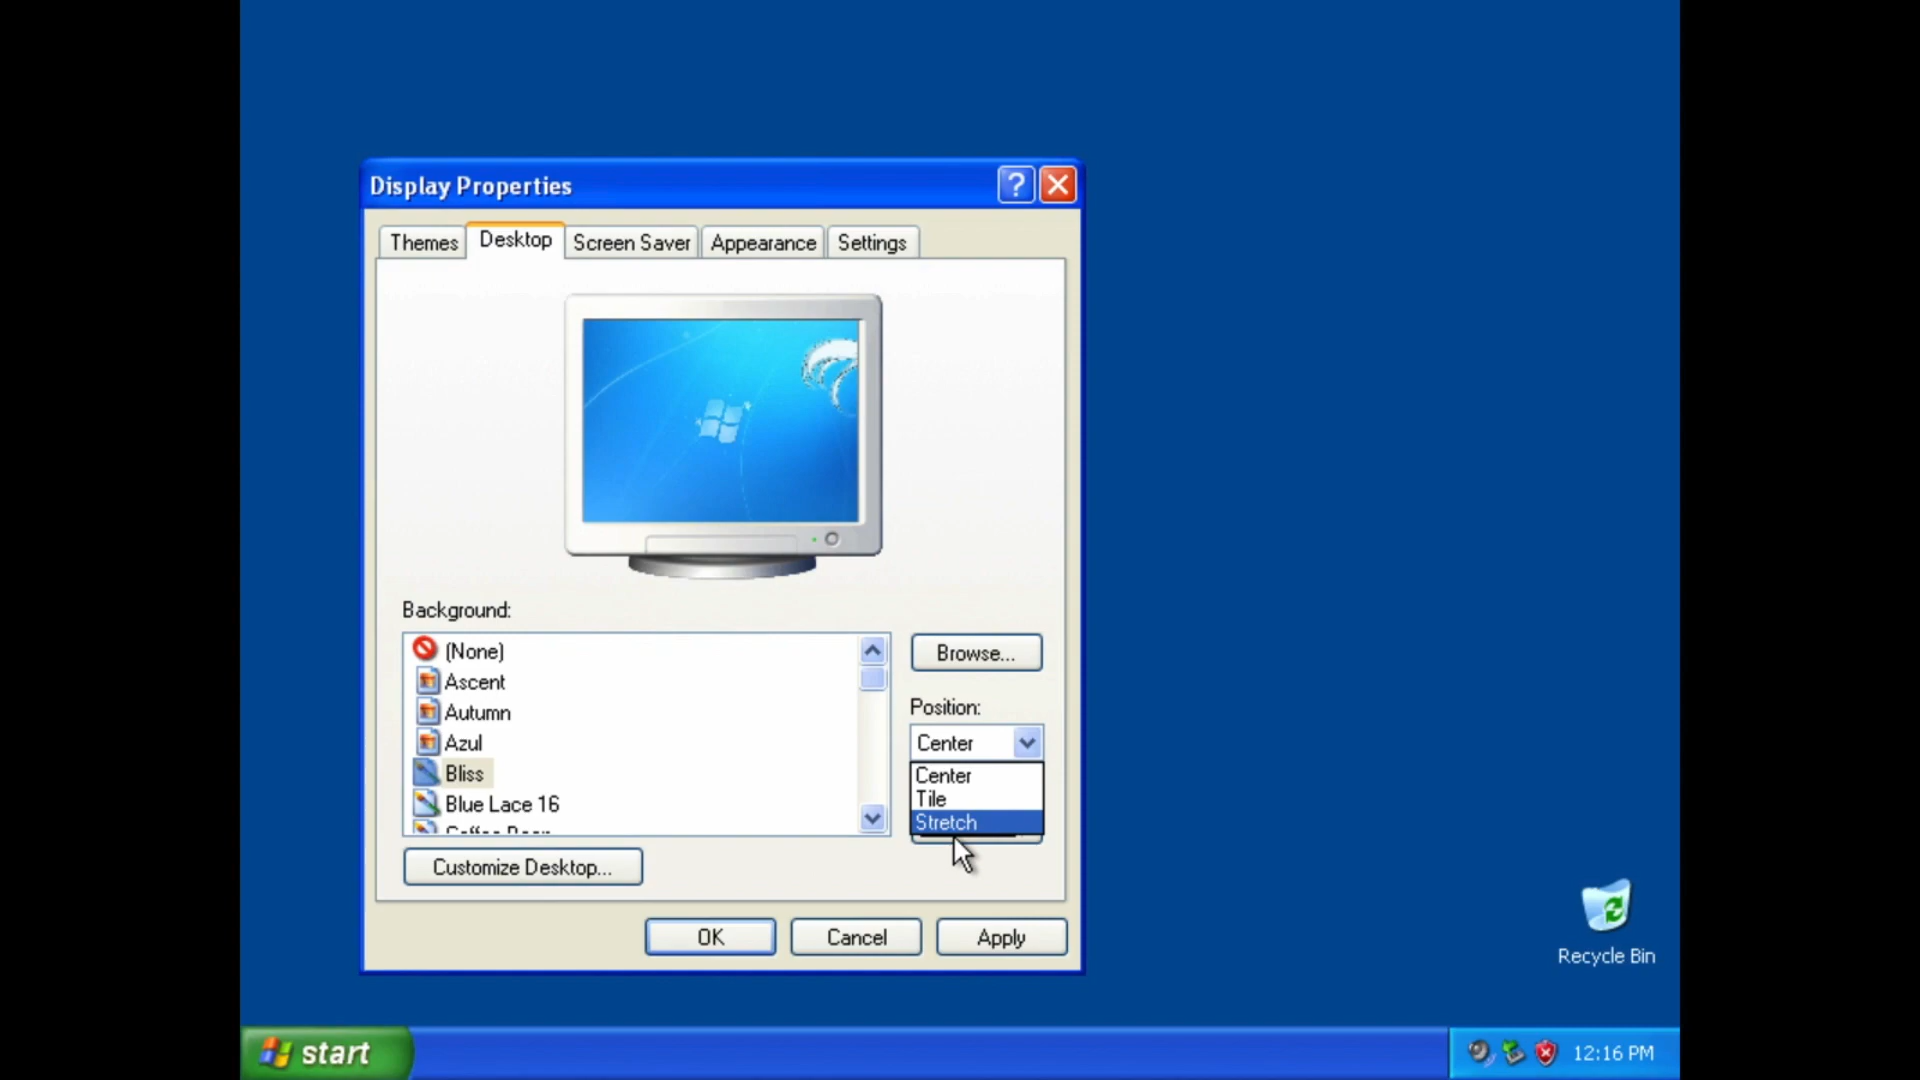 Display Properties
?
Themes
Desktop
Screen Saver
Appearance
Settings
Background:
(None)
Ascent
Autumn
Azul
Bliss
Blue Lace 16
Browse...
Position:
Center
Center
Tile
Stretch
Customize Desktop...
OK
Cancel
Apply
Recycle Bin
start
12:16 PM